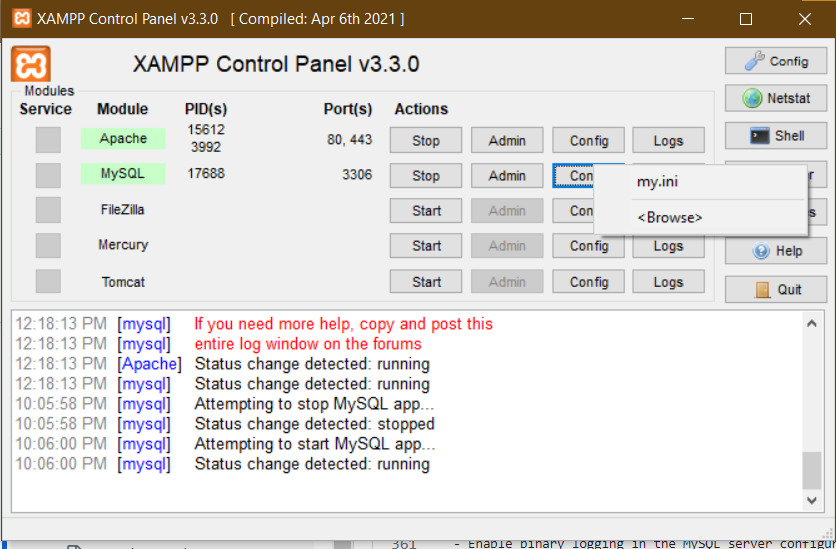 XAMPP Control Panel v3.3.0 [ Compiled: Apr 6th 2021 ]
XAMPP Control Panel v3.3.0
Config
Modules
Service Module PID(s) Port(s) Actions
Netstat
Apache 15612 3992 80, 443 Stop Admin Config Logs
Shell
MySQL 17688 3306 Stop Admin
my.ini
<Browse>
FileZilla Start Admin
Mercury Start Admin Config Logs
Help
Tomcat Start Admin Config Logs
Quit
12:18:13 PM [mysql] If you need more help, copy and post this
12:18:13 PM [mysql] entire log window on the forums
12:18:13 PM [Apache] Status change detected: running
12:18:13 PM [mysql] Status change detected: running
10:05:58 PM [mysql] Attempting to stop MySQL app...
10:05:58 PM [mysql] Status change detected: stopped
10:06:00 PM [mysql] Attempting to start MySQL app...
10:06:00 PM [mysql] Status change detected: running
361 - Enable binary logging in the MySQL server configur